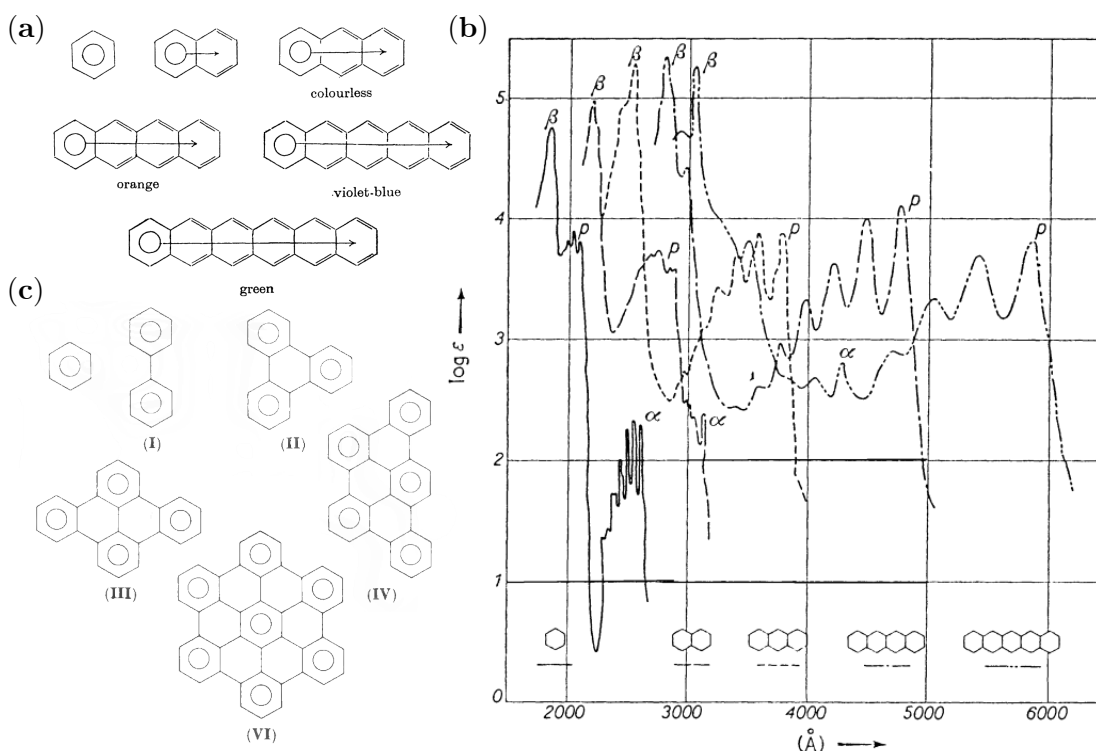 (a)
colourless
orange
violet-blue
green
(c)
(I)
(II)
(III)
(IV)
(VI)
(b)
log ε
5
4
3
2
1
0
β
β
β
β
β
p
p
p
p
p
α
α
α
2000 3000 4000 5000 6000
(Å)